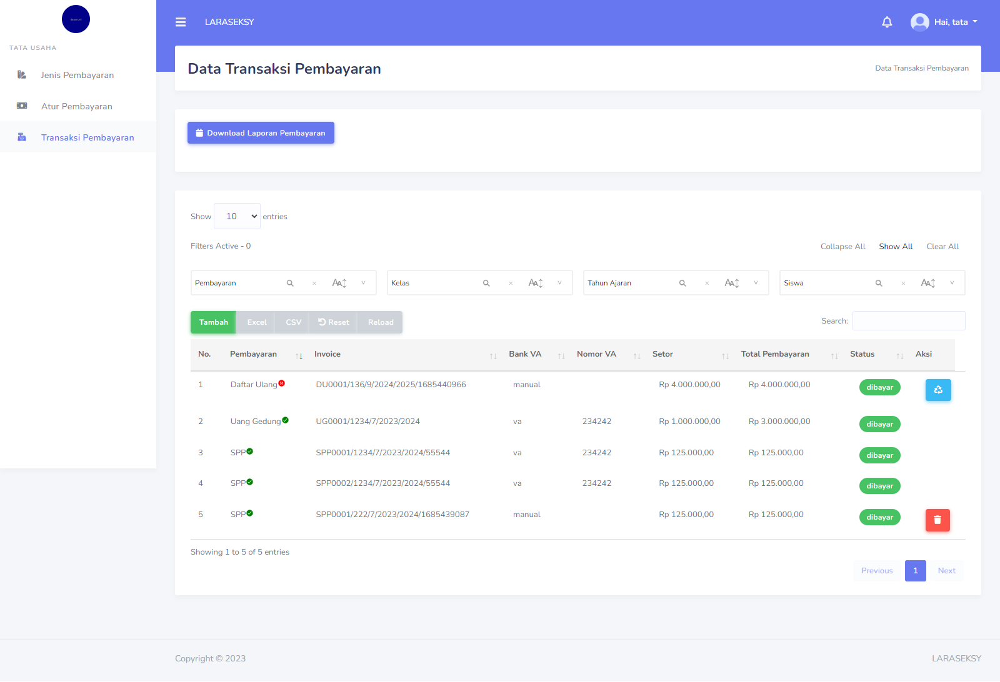 LARASEKSY
Hai, tata
TATA USAHA
Jenis Pembayaran
Atur Pembayaran
Transaksi Pembayaran
Data Transaksi Pembayaran
Data Transaksi Pembayaran
Download Laporan Pembayaran
Show 10 entries
Filters Active - 0
Collapse All Show All Clear All
Pembayaran × AA v Kelas × AA v Tahun Ajaran × AA v Siswa × AA v
Tambah Excel CSV Reset Reload
Search:
No. Pembayaran Invoice Bank VA Nomor VA Setor Total Pembayaran Status Aksi
1 Daftar Ulang DU0001/136/9/2024/2025/1685440966 manual Rp 4.000.000,00 Rp 4.000.000,00 dibayar
2 Uang Gedung UG0001/1234/7/2023/2024 va 234242 Rp 1.000.000,00 Rp 3.000.000,00 dibayar
3 SPP SPP0001/1234/7/2023/2024/55544 va 234242 Rp 125.000,00 Rp 125.000,00 dibayar
4 SPP SPP0002/1234/7/2023/2024/55544 va 234242 Rp 125.000,00 Rp 125.000,00 dibayar
5 SPP SPP0001/222/7/2023/2024/1685439087 manual Rp 125.000,00 Rp 125.000,00 dibayar
Showing 1 to 5 of 5 entries
Previous 1 Next
Copyright © 2023
LARASEKSY